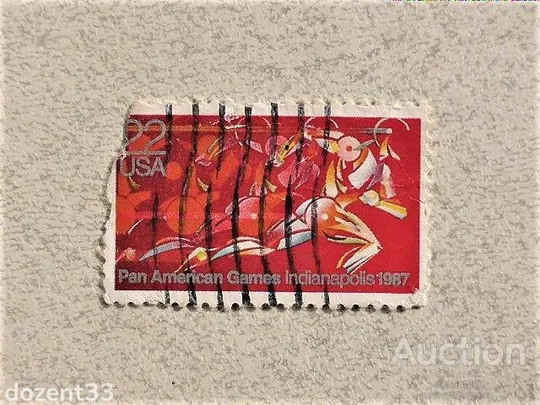 22
USA
Pan American Games Indianapolis 1987
Auction
dozent33